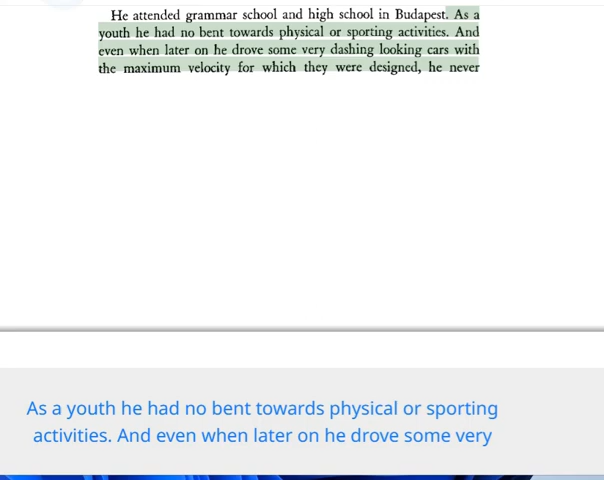 He attended grammar school and high school in Budapest. As a
youth he had no bent towards physical or sporting activities. And
even when later on he drove some very dashing looking cars with
the maximum velocity for which they were designed, he never
As a youth he had no bent towards physical or sporting
activities. And even when later on he drove some very